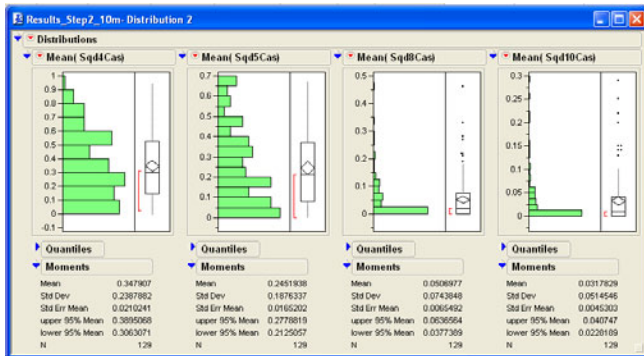 Results_Step2_10m- Distribution 2
Distributions
Mean( Sqd4Cas)
1
0.9
0.8
0.7
0.6
0.5
0.4
0.3
0.2
0.1
0
-0.1
Quantiles
Moments
Mean 0.347907
Std Dev 0.2387882
Std Err Mean 0.0210241
upper 95% Mean 0.3895068
lower 95% Mean 0.3063071
N 129
Mean( Sqd5Cas)
0.7
0.6
0.5
0.4
0.3
0.2
0.1
0
Quantiles
Moments
Mean 0.2451938
Std Dev 0.1876337
Std Err Mean 0.0165202
upper 95% Mean 0.2778819
lower 95% Mean 0.2125057
N 129
Mean( Sqd8Cas)
0.5
0.4
0.3
0.2
0.1
0
Quantiles
Moments
Mean 0.0506977
Std Dev 0.0743848
Std Err Mean 0.0065492
upper 95% Mean 0.0636564
lower 95% Mean 0.0377389
N 129
Mean( Sqd10Cas)
0.3
0.25
0.2
0.15
0.1
0.05
0
Quantiles
Moments
Mean 0.0317829
Std Dev 0.0514546
Std Err Mean 0.0045303
upper 95% Mean 0.040747
lower 95% Mean 0.0228189
N 129